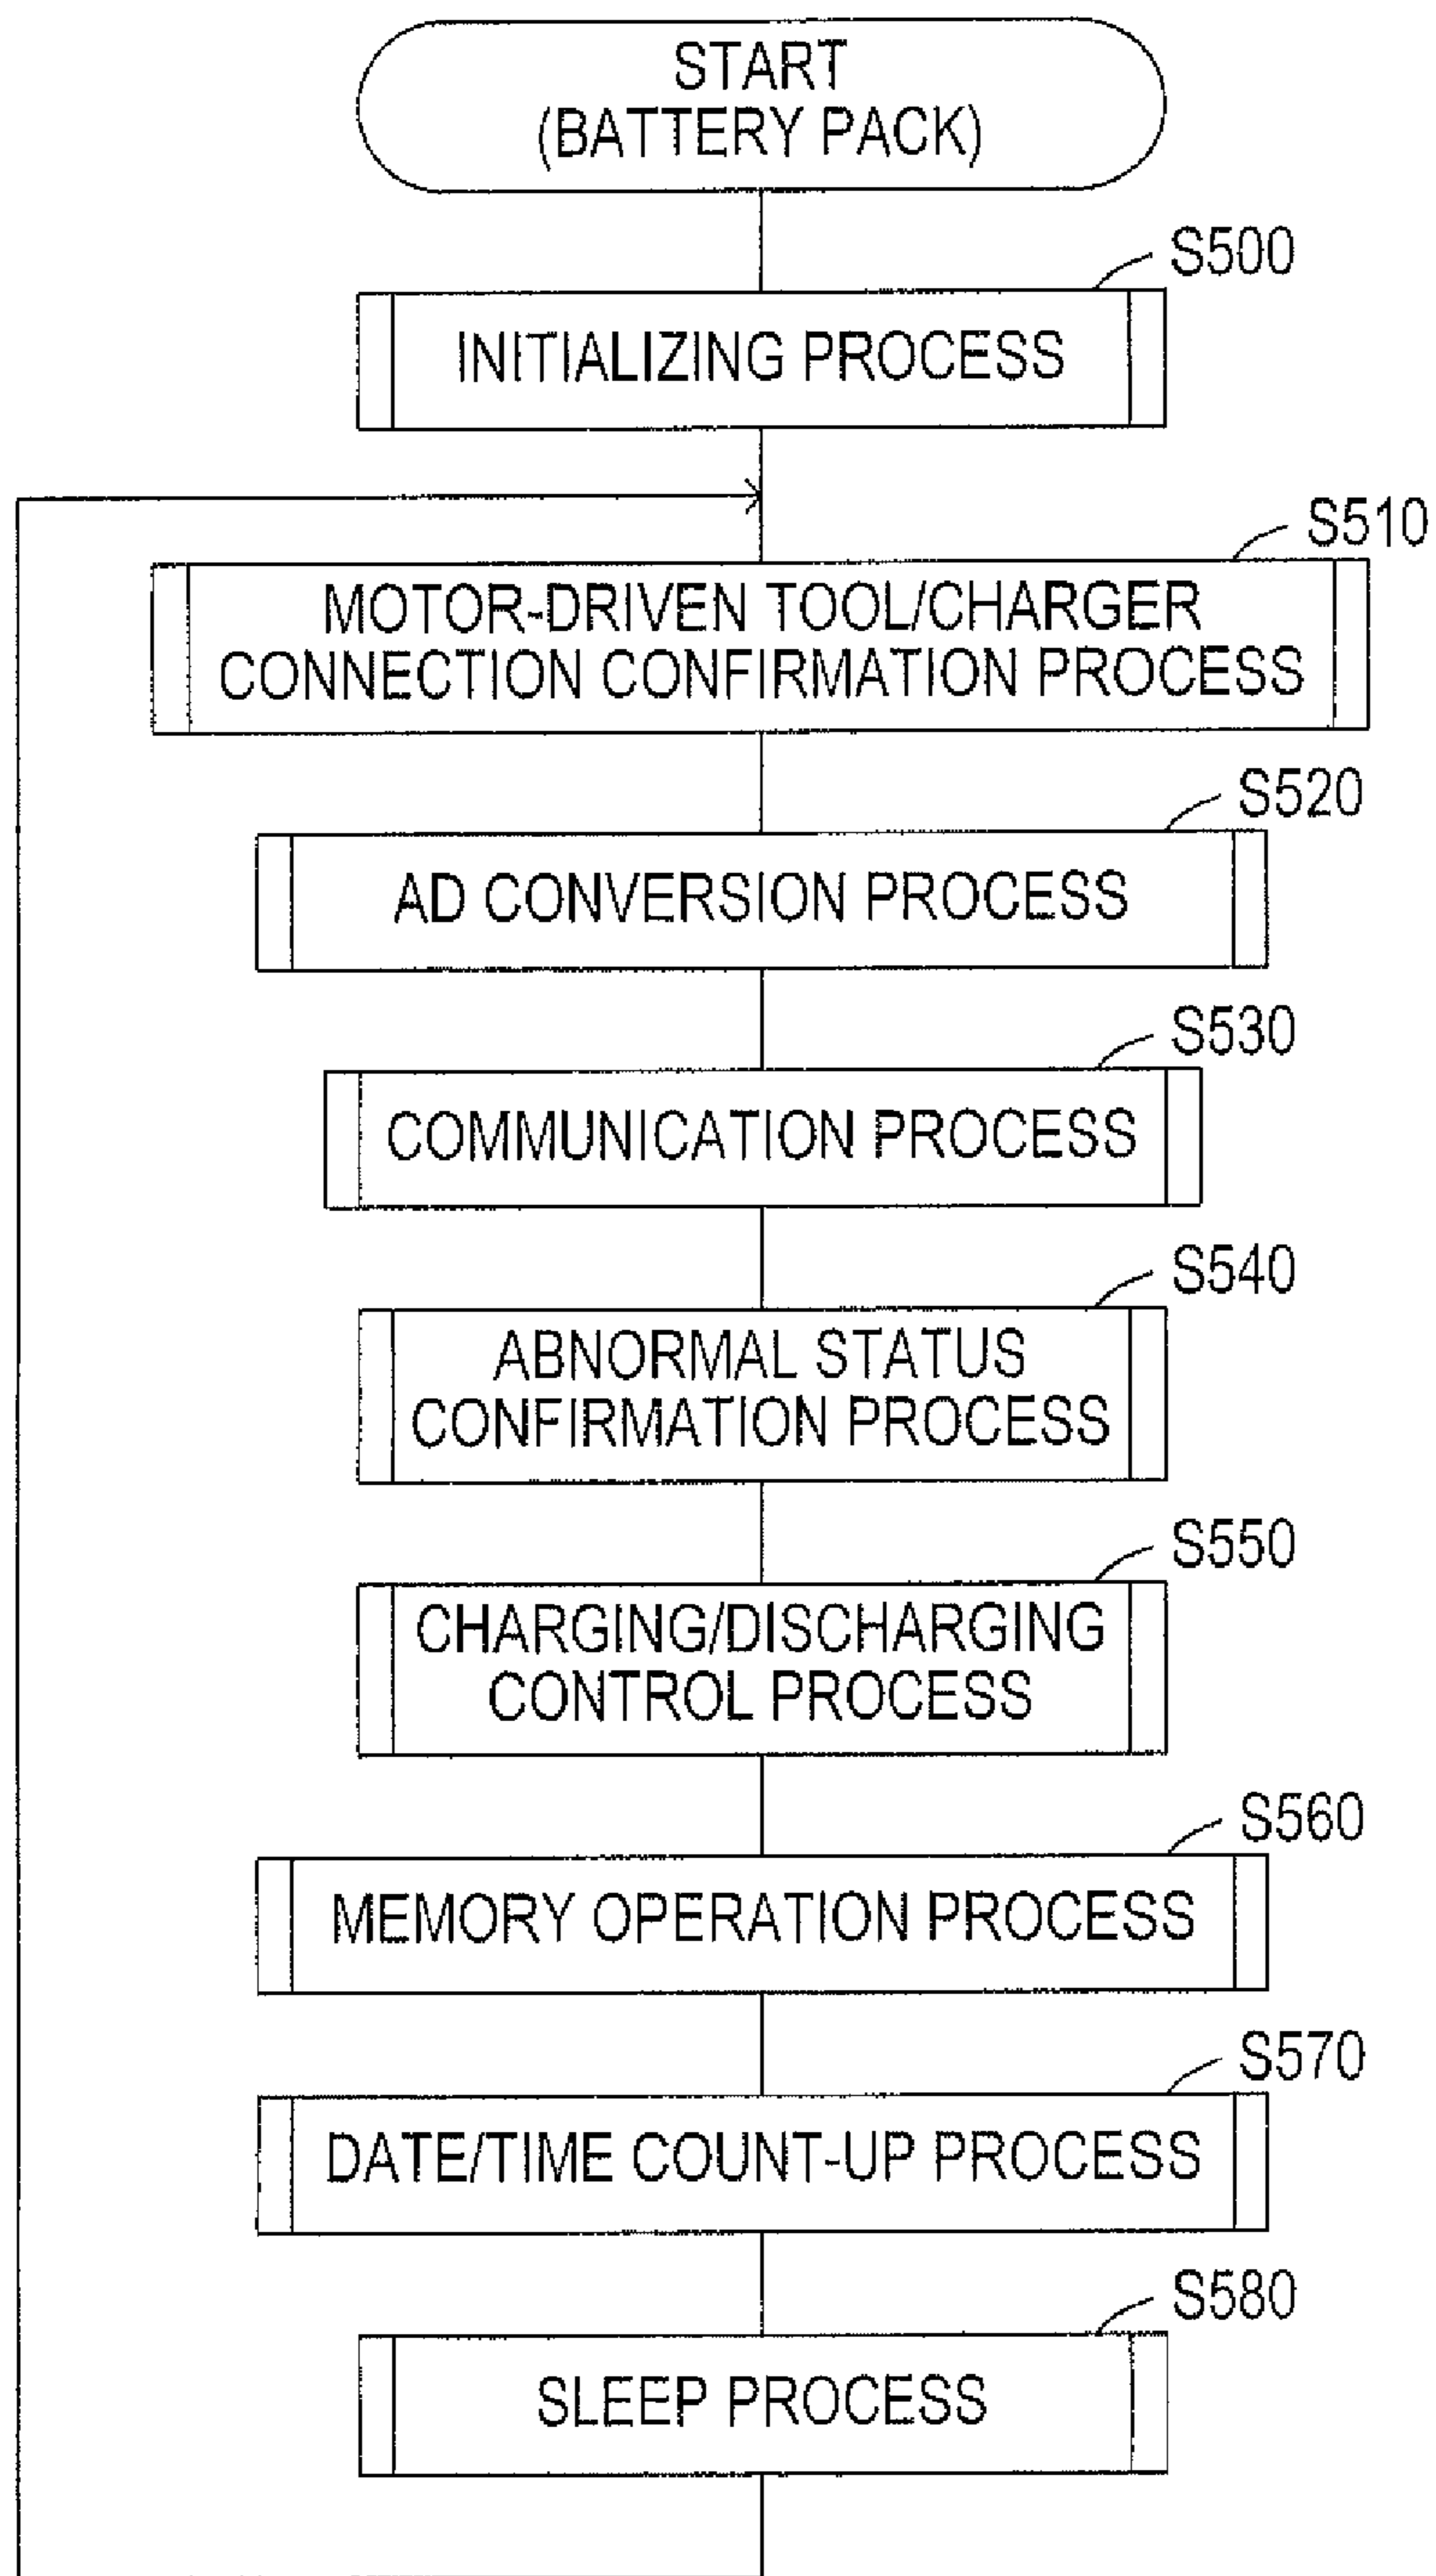 START
(BATTERY PACK)
S500
INITIALIZING PROCESS
S510
MOTOR-DRIVEN TOOL/CHARGER
CONNECTION CONFIRMATION PROCESS
S520
AD CONVERSION PROCESS
S530
COMMUNICATION PROCESS
S540
ABNORMAL STATUS
CONFIRMATION PROCESS
S550
CHARGING/DISCHARGING
CONTROL PROCESS
S560
MEMORY OPERATION PROCESS
S570
DATE/TIME COUNT-UP PROCESS
S580
SLEEP PROCESS